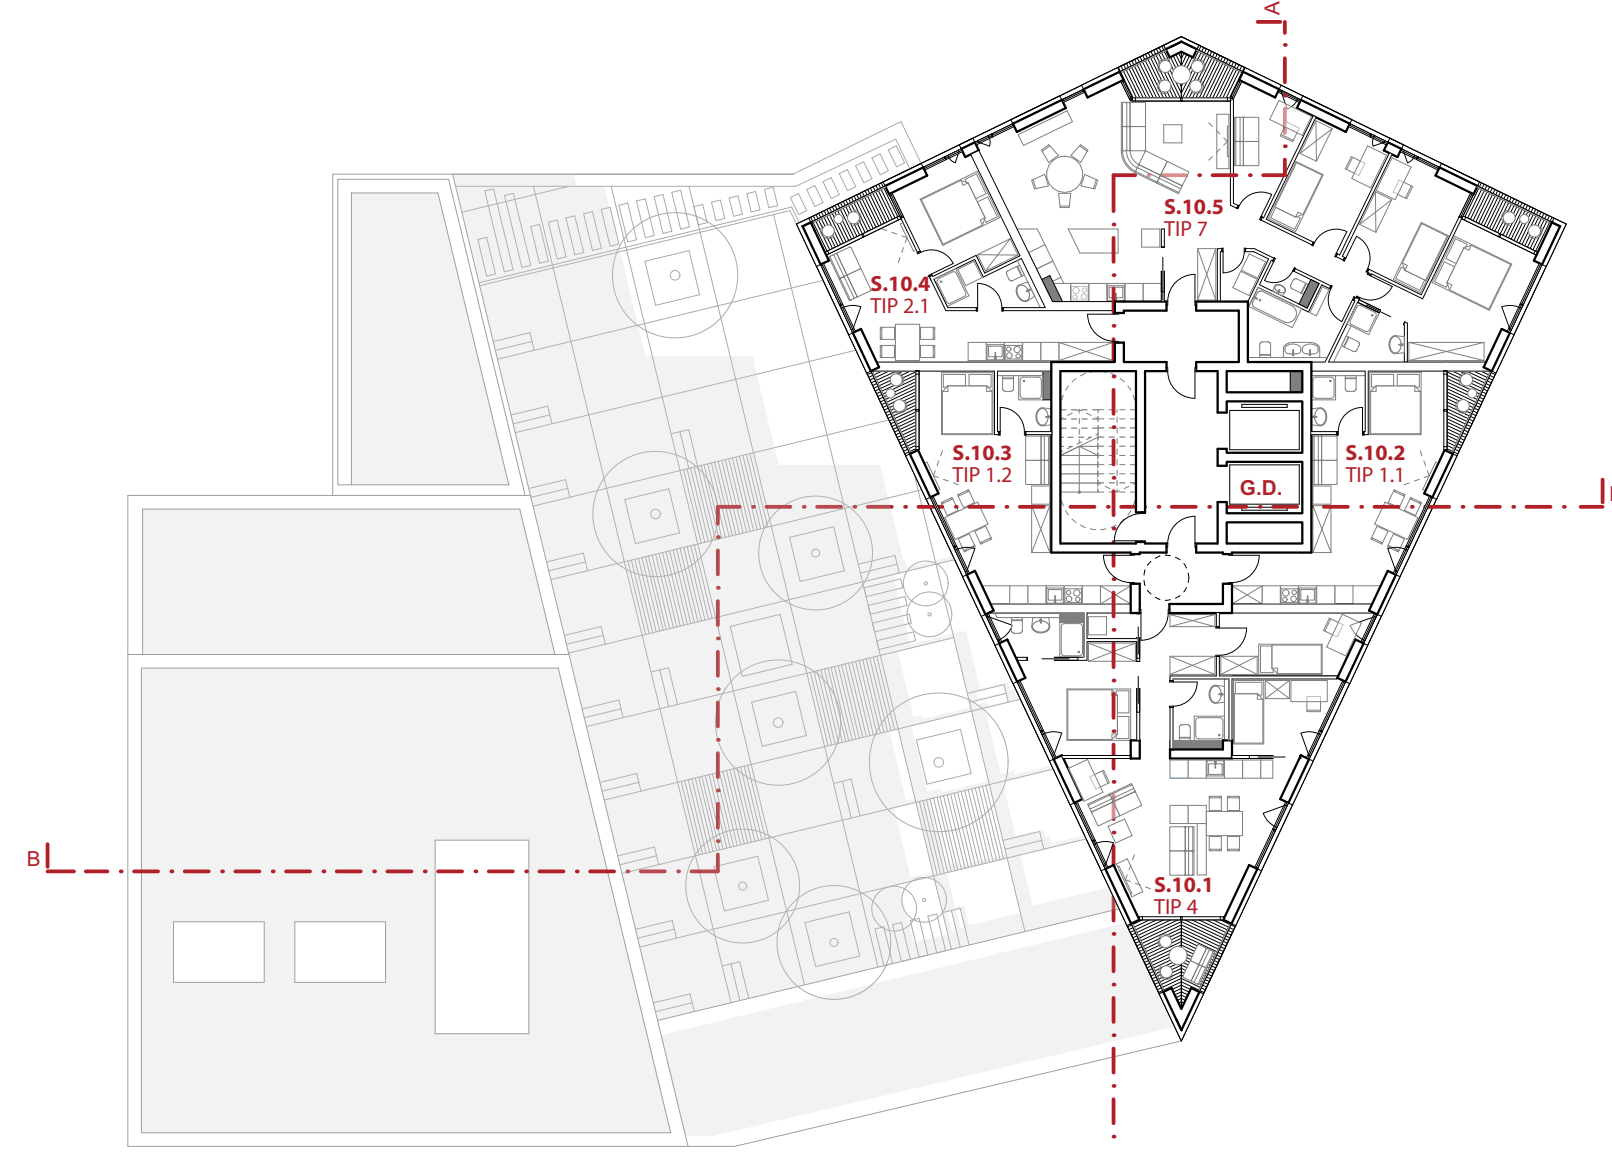 A
S.10.5
TIP 7
S.10.4
TIP 2.1
S.10.3
TIP 1.2
S.10.2
TIP 1.1
G.D.
B
S.10.1
TIP 4